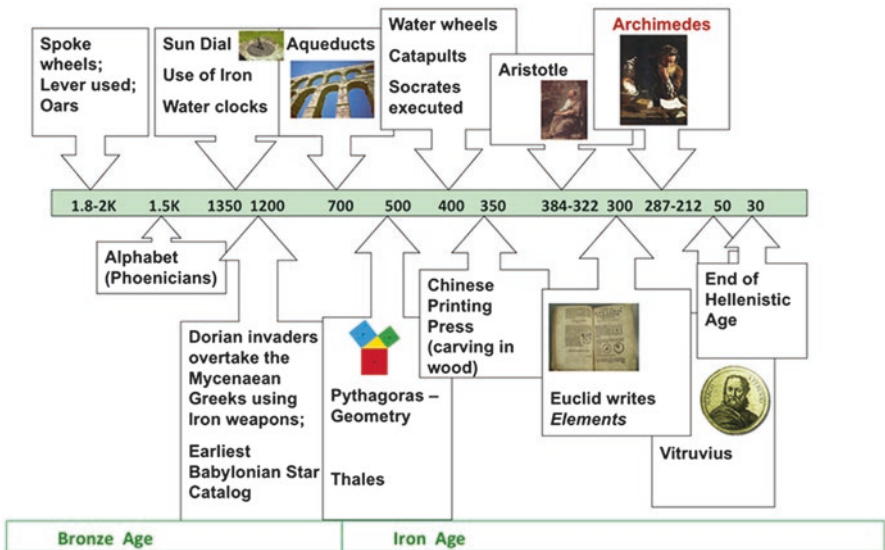 Spoke
wheels;
Lever used;
Oars
Sun Dial
Use of Iron
Water clocks
Aqueducts
Water wheels
Catapults
Socrates
executed
Aristotle
Archimedes
1.8-2K 1.5K 1350 1200 700 500 400 350 384-322 300 287-212 50 30
Alphabet
(Phoenicians)
Dorian invaders
overtake the
Mycenaean
Greeks using
Iron weapons;
Earliest
Babylonian Star
Catalog
Pythagoras –
Geometry
Thales
Chinese
Printing
Press
(carving in
wood)
Euclid writes
Elements
Vitruvius
End of
Hellenistic
Age
Bronze Age
Iron Age